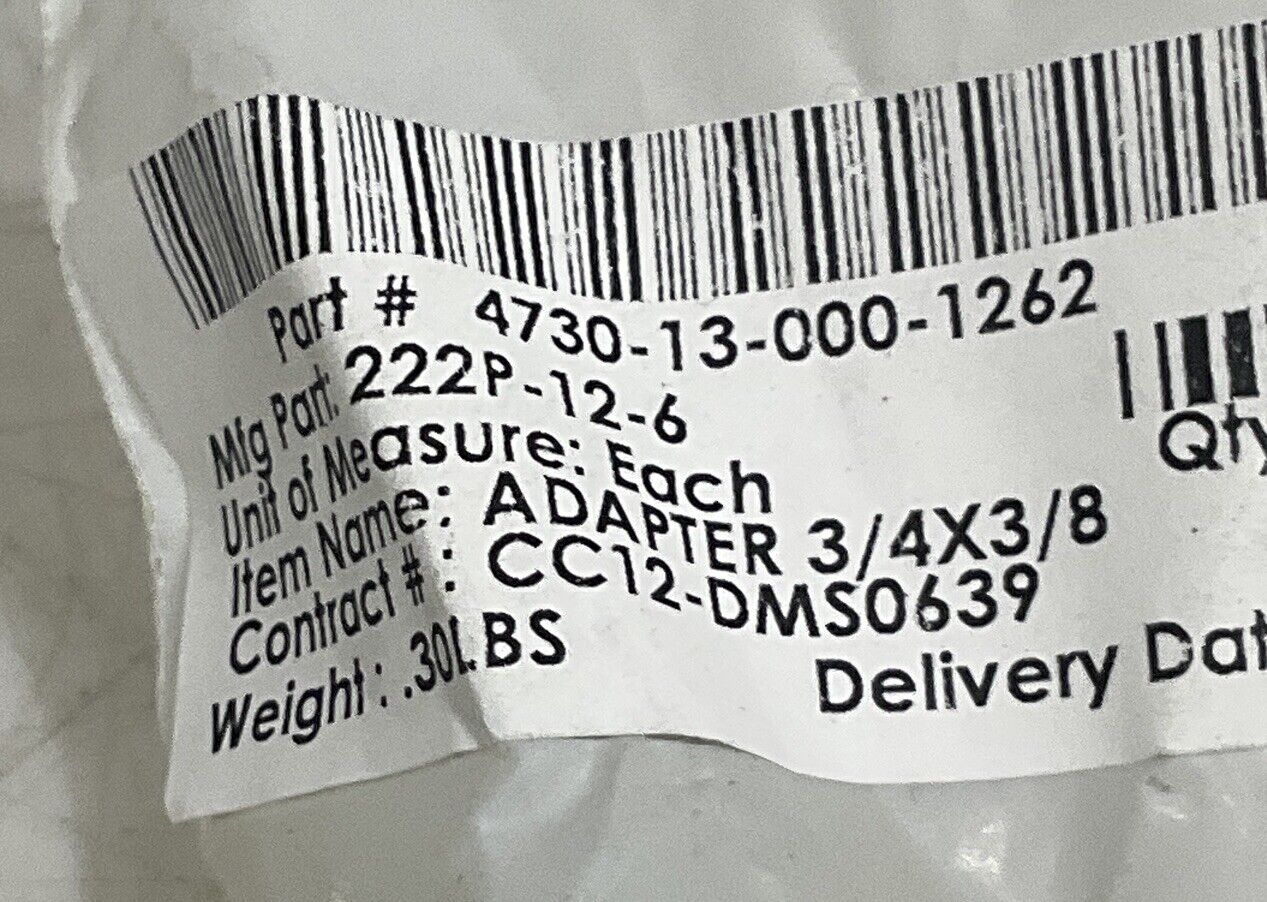 Part # 4730-13-000-1262
Mfg Part: 222P-12-6
Qty
Unit of Measure: Each
Item Name: ADAPTER 3/4X3/8
Contract #: CC12-DMS0639
Weight: .30LBS
Delivery Dat